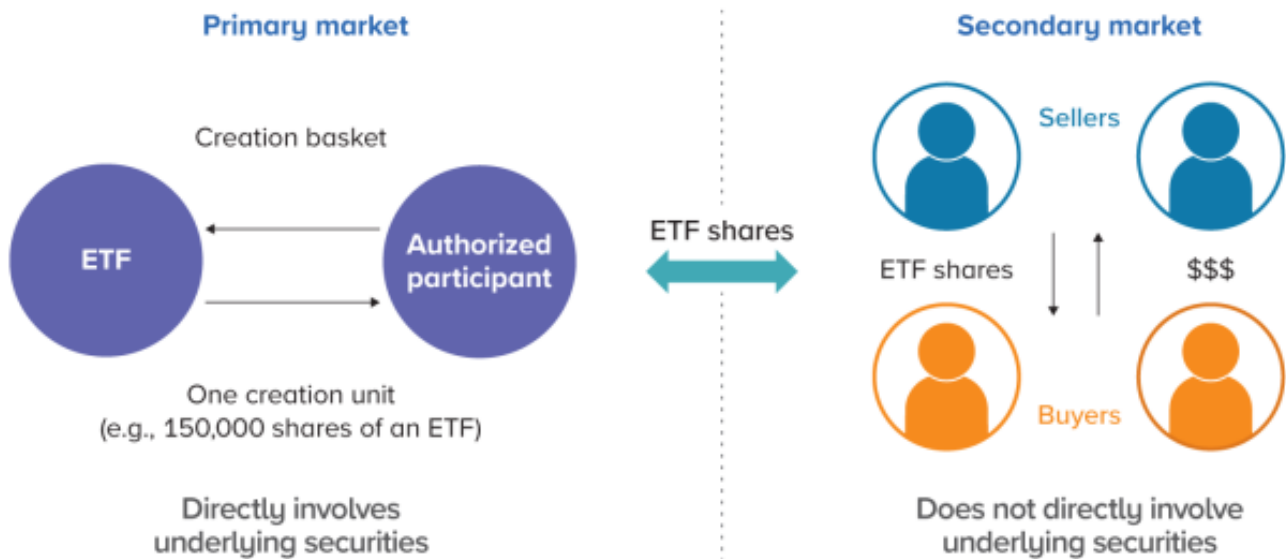 Primary market
Creation basket
ETF
Authorized
participant
One creation unit
(e.g., 150,000 shares of an ETF)
Directly involves
underlying securities
ETF shares
Secondary market
Sellers
ETF shares
$$$
Buyers
Does not directly involve
underlying securities